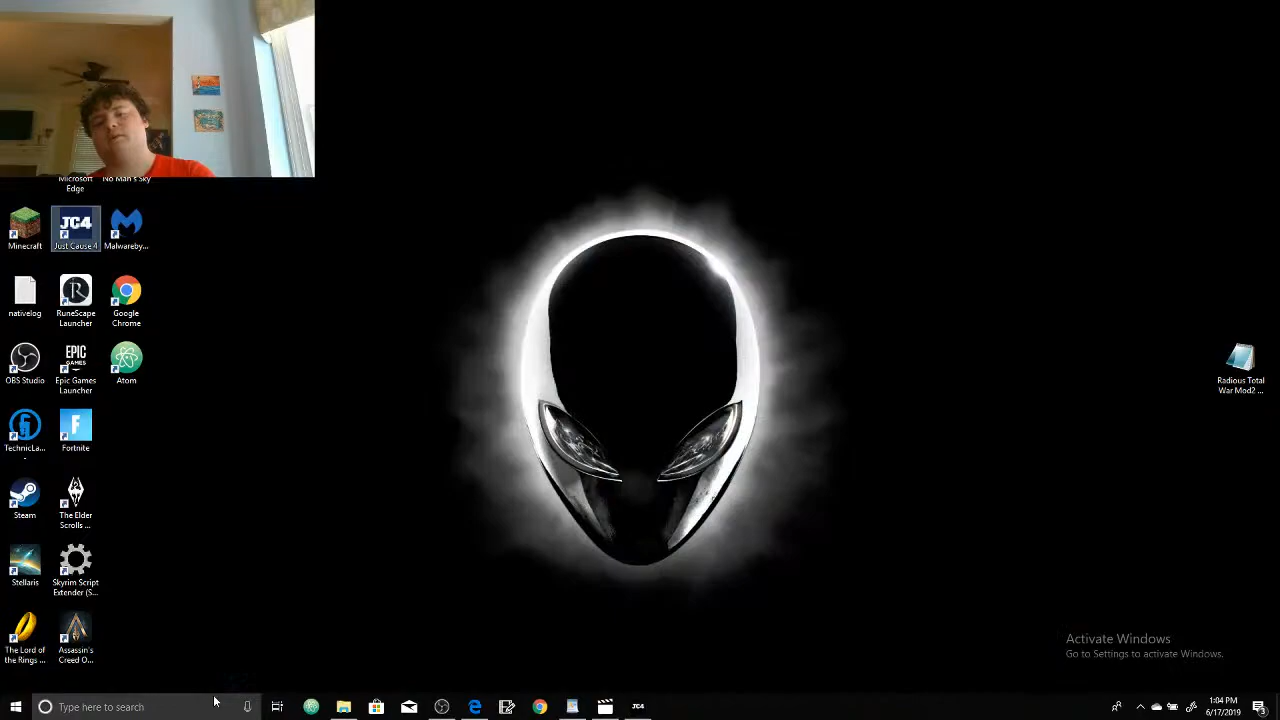 Microsoft
Edge
No Man's Sky
Minecraft
JC4
Just Cause 4
Malwareby...
nativelog
R
RuneScape
Launcher
Google
Chrome
OBS Studio
EPIC
GAMES
Epic Games
Launcher
Atom
TechnicLa...
F
Fortnite
Steam
The Elder
Scrolls ...
Stellaris
Skyrim Script
Extender (S...
The Lord of
the Rings ...
Assassin's
Creed O...
Radious Total
War Mod2 ...
Activate Windows
Go to Settings to activate Windows.
Type here to search
JC4
1:04 PM
6/17/2019